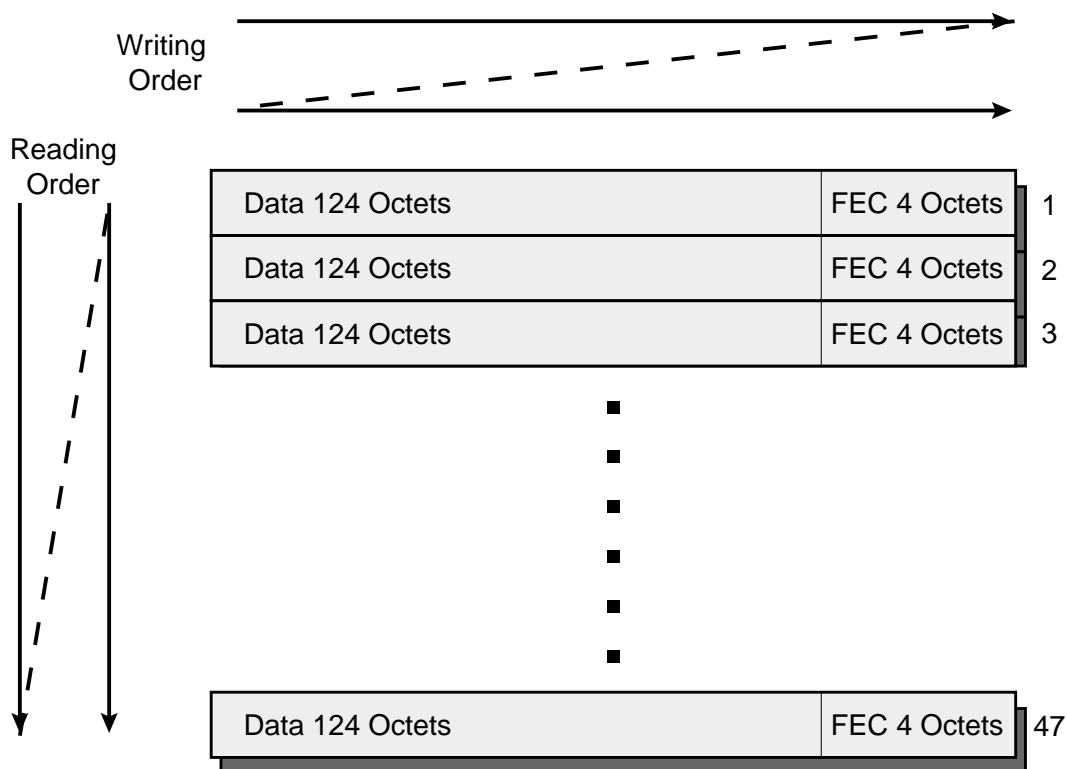 Writing
Order
Reading
Order
Data 124 Octets FEC 4 Octets 1
Data 124 Octets FEC 4 Octets 2
Data 124 Octets FEC 4 Octets 3
Data 124 Octets FEC 4 Octets 47